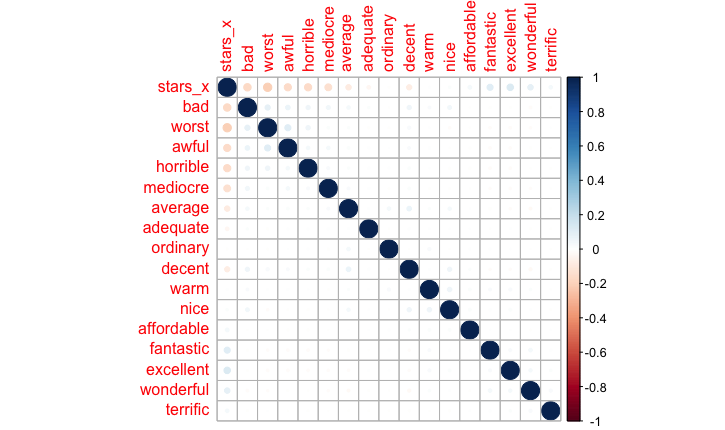 stars_x
bad
worst
awful
horrible
mediocre
average
adequate
ordinary
decent
warm
nice
affordable
fantastic
excellent
wonderful
terrific
stars_x
bad
worst
awful
horrible
mediocre
average
adequate
ordinary
decent
warm
nice
affordable
fantastic
excellent
wonderful
terrific
1
0.8
0.6
0.4
0.2
0
-0.2
-0.4
-0.6
-0.8
-1